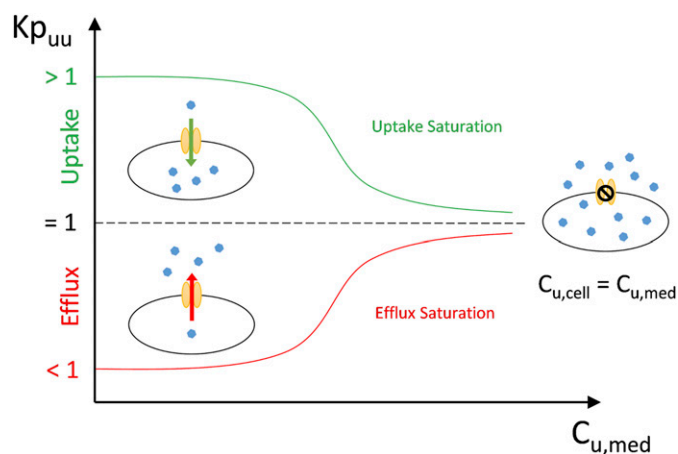 Kp_uu
> 1
Uptake
= 1
Efflux
< 1
Uptake Saturation
Efflux Saturation
C_u,cell = C_u,med
C_u,med